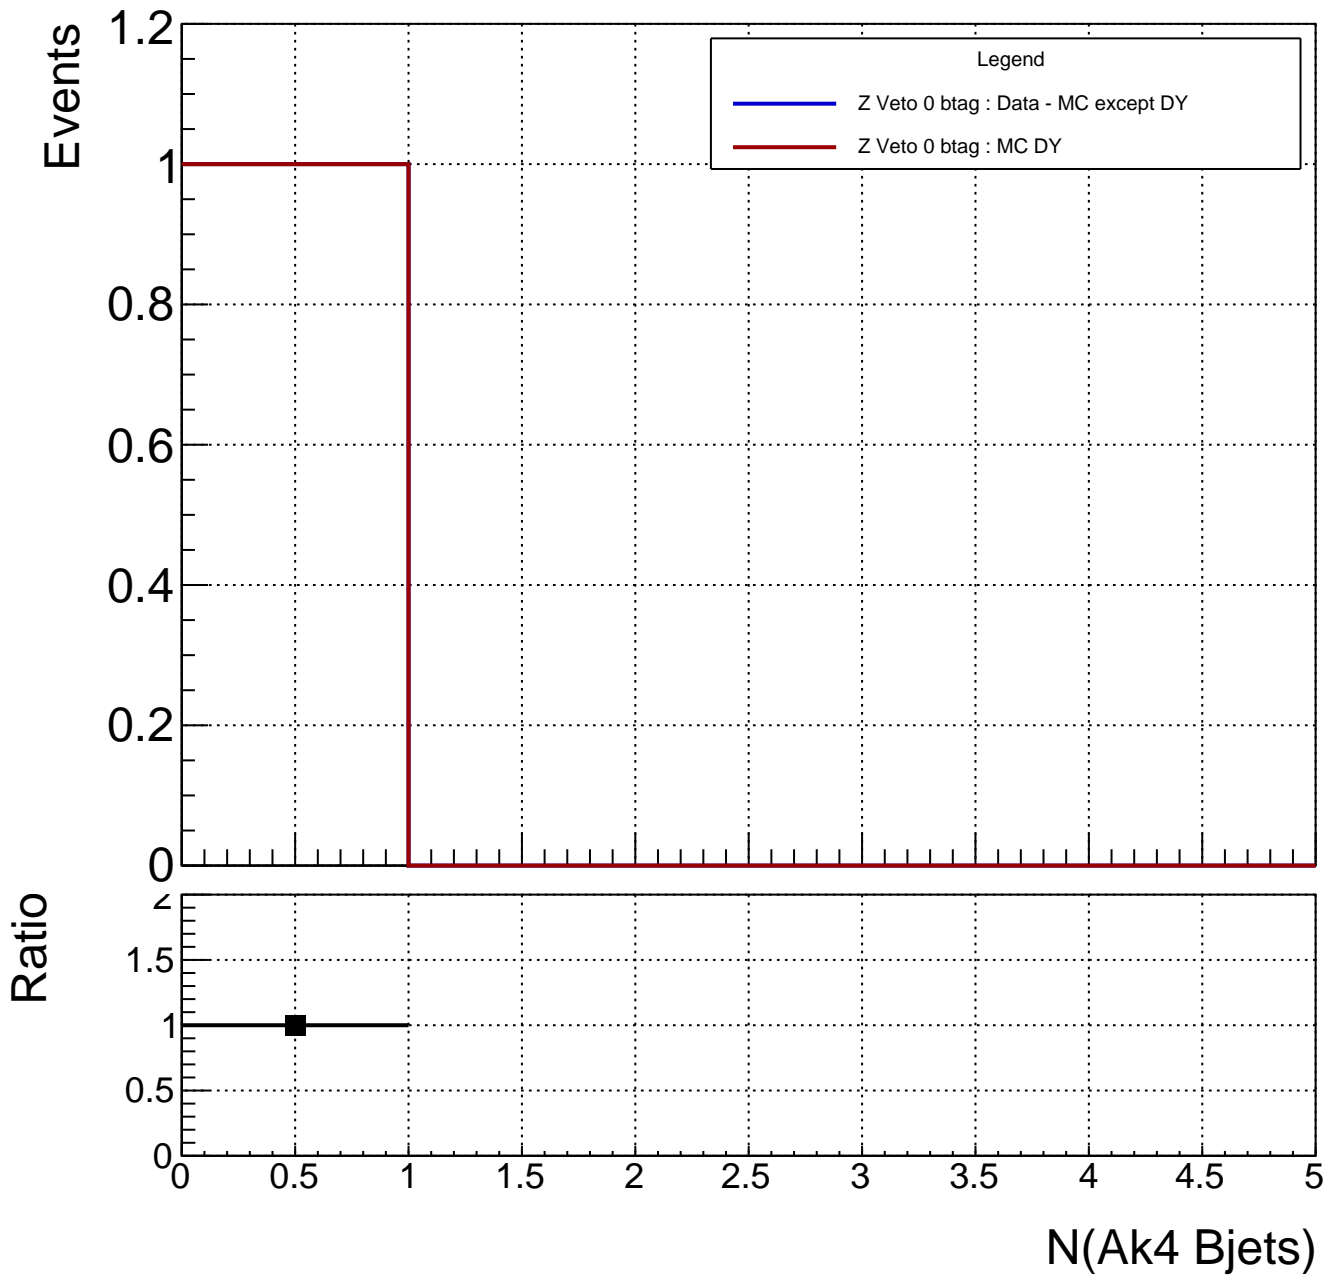 Events
1.2
1
0.8
0.6
0.4
0.2
0
Legend
Z Veto 0 btag : Data - MC except DY
Z Veto 0 btag : MC DY
Ratio
2
1.5
1
0.5
0
0 0.5 1 1.5 2 2.5 3 3.5 4 4.5 5
N(Ak4 Bjets)